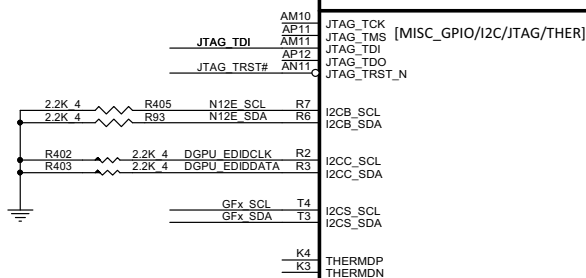 AM10 JTAG_TCK
AP11 JTAG_TMS [MISC_GPIO/I2C/JTAG/THER]
JTAG_TDI AM11 JTAG_TDI
AP12 JTAG_TDO
JTAG_TRST# AN11 JTAG_TRST_N
2.2K_4 R405 N12E_SCL R7 I2CB_SCL
2.2K_4 R93 N12E_SDA R6 I2CB_SDA
R402 2.2K_4 DGPU_EDIDCLK R2 I2CC_SCL
R403 2.2K_4 DGPU_EDIDDATA R3 I2CC_SDA
GFx_SCL T4 I2CS_SCL
GFx_SDA T3 I2CS_SDA
K4 THERMDP
K3 THERMDN